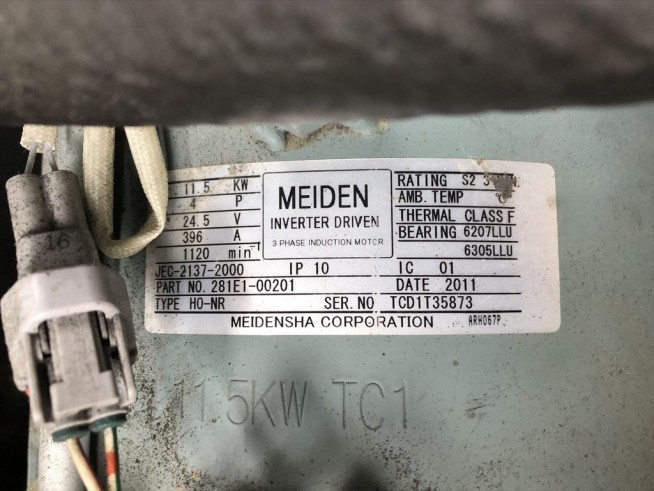 11.5 KW
4 P
24.5 V
396 A
1120 min⁻¹
MEIDEN
INVERTER DRIVEN
3-PHASE INDUCTION MOTOR
RATING S2
AMB. TEMP ℃
THERMAL CLASS F
BEARING 6207LLU
6305LLU
JEC-2137-2000 IP 10 IC 01
PART NO. 281E1-00201 DATE 2011
TYPE HO-NR SER. NO TCD1T35873
MEIDENSHA CORPORATION ARH067P
11.5KW TC1
16